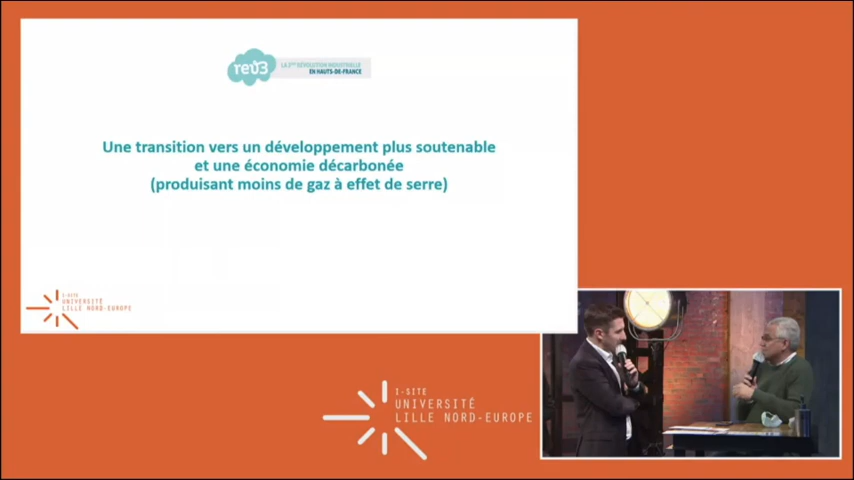 rev3
LA 3ÈME RÉVOLUTION INDUSTRIELLE
EN HAUTS-DE-FRANCE
Une transition vers un développement plus soutenable
et une économie décarbonée
(produisant moins de gaz à effet de serre)
I-SITE
UNIVERSITÉ
LILLE NORD-EUROPE
I-SITE
UNIVERSITÉ
LILLE NORD-EUROPE